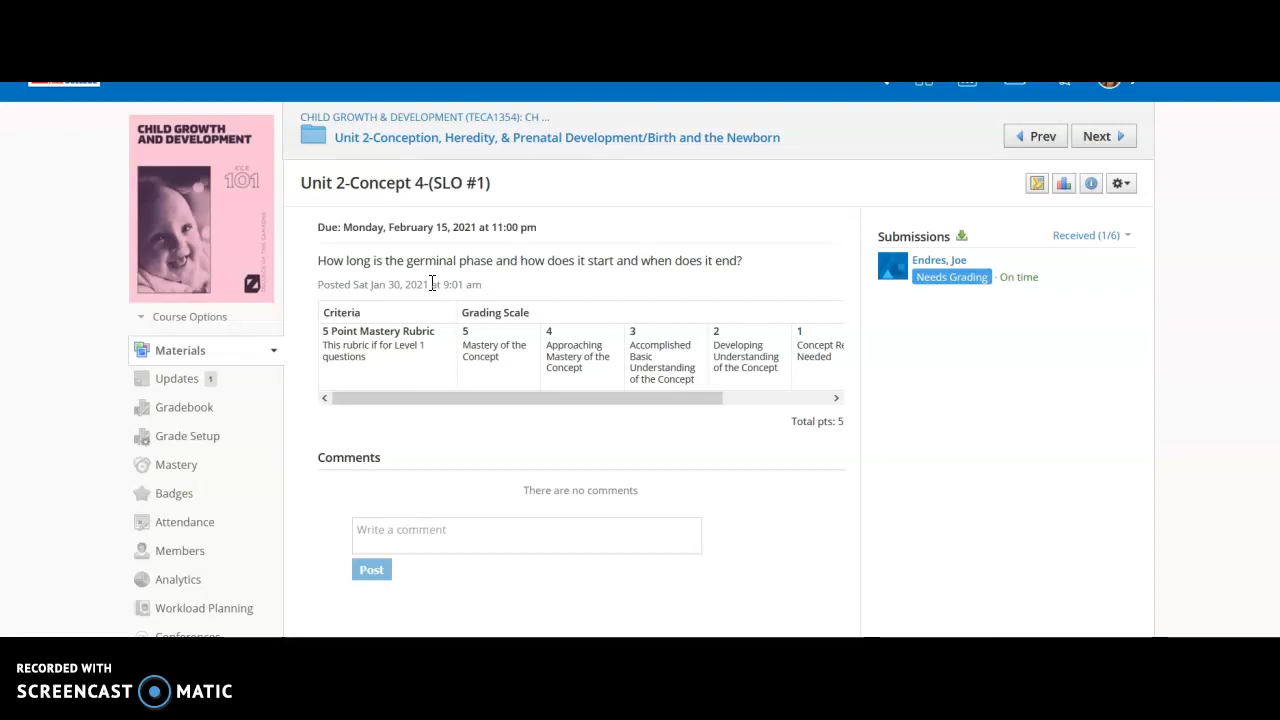 CHILD GROWTH
AND DEVELOPMENT
ECE
101
CHILD GROWTH & DEVELOPMENT (TECA1354): CH ...
Unit 2-Conception, Heredity, & Prenatal Development/Birth and the Newborn
Prev
Next
Unit 2-Concept 4-(SLO #1)
Due: Monday, February 15, 2021 at 11:00 pm
How long is the germinal phase and how does it start and when does it end?
Posted Sat Jan 30, 2021 at 9:01 am
Criteria
Grading Scale
5 Point Mastery Rubric
This rubric if for Level 1
questions
5
Mastery of the
Concept
4
Approaching
Mastery of the
Concept
3
Accomplished
Basic
Understanding
of the Concept
2
Developing
Understanding
of the Concept
1
Concept Re
Needed
Total pts: 5
Comments
There are no comments
Write a comment
Post
Submissions
Received (1/6)
Endres, Joe
Needs Grading
· On time
Course Options
Materials
Updates 1
Gradebook
Grade Setup
Mastery
Badges
Attendance
Members
Analytics
Workload Planning
Conferences
RECORDED WITH
SCREENCAST MATIC